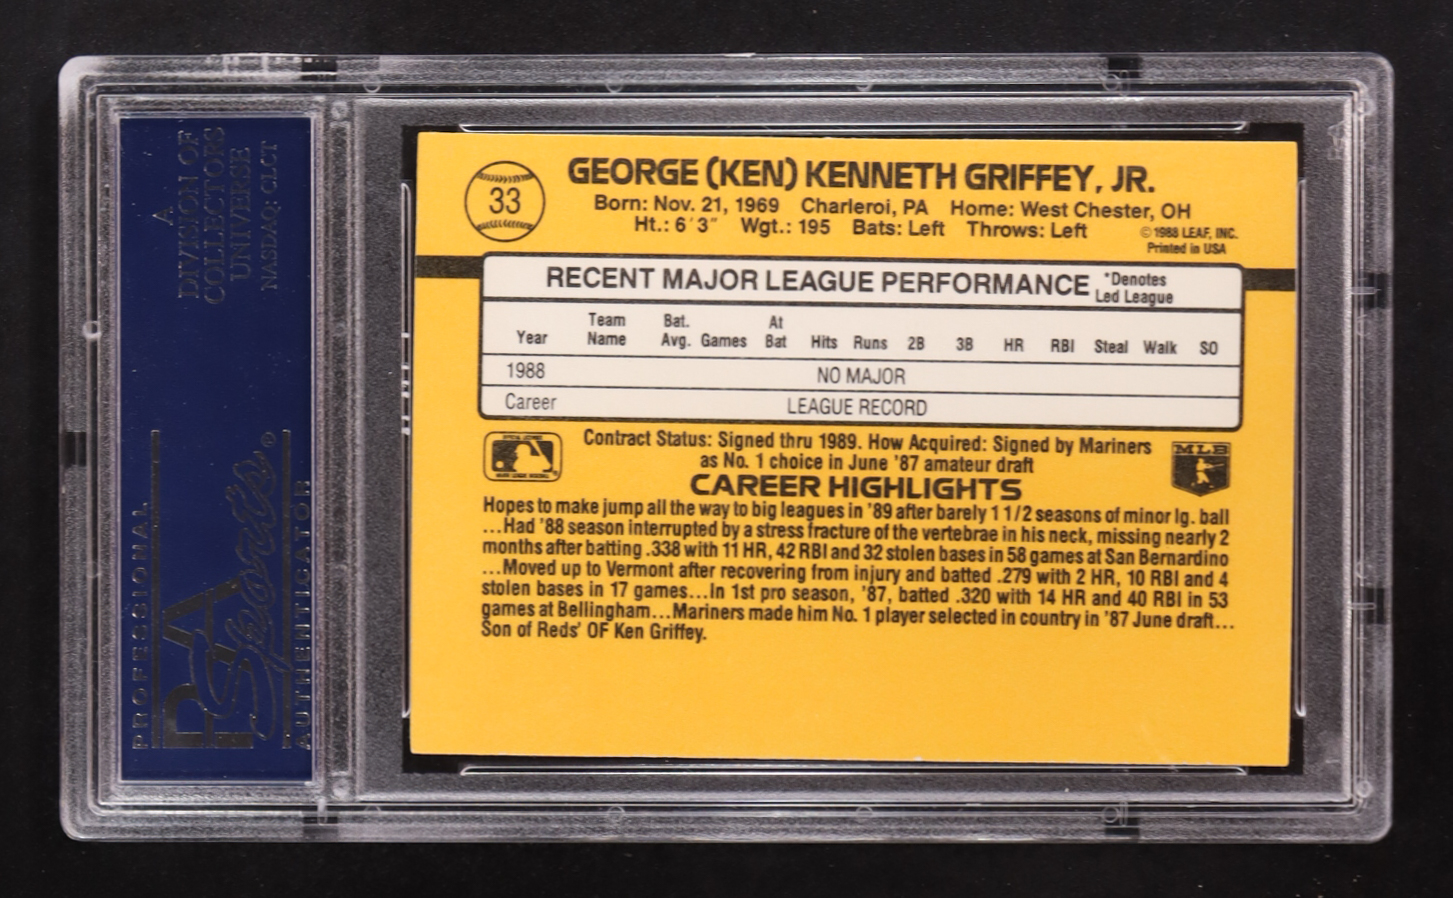 33
GEORGE (KEN) KENNETH GRIFFEY, JR.
Born: Nov. 21, 1969 Charleroi, PA Home: West Chester, OH
Ht.: 6'3" Wgt.: 195 Bats: Left Throws: Left
© 1988 LEAF, INC.
Printed in USA
RECENT MAJOR LEAGUE PERFORMANCE
*Denotes
Led League
Year Team Name Bat. Avg. Games At Bat Hits Runs 2B 3B HR RBI Steal Walk SO
1988 NO MAJOR
Career LEAGUE RECORD
Contract Status: Signed thru 1989. How Acquired: Signed by Mariners
as No. 1 choice in June '87 amateur draft
MLB
CAREER HIGHLIGHTS
Hopes to make jump all the way to big leagues in '89 after barely 1 1/2 seasons of minor lg. ball
...Had '88 season interrupted by a stress fracture of the vertebrae in his neck, missing nearly 2
months after batting .338 with 11 HR, 42 RBI and 32 stolen bases in 58 games at San Bernardino
...Moved up to Vermont after recovering from injury and batted .279 with 2 HR, 10 RBI and 4
stolen bases in 17 games...In 1st pro season, '87, batted .320 with 14 HR and 40 RBI in 53
games at Bellingham...Mariners made him No. 1 player selected in country in '87 June draft...
Son of Reds' OF Ken Griffey.
A
DIVISION OF
COLLECTORS
UNIVERSE
NASDAQ: CLCT
PROFESSIONAL
PSA
Sports®
AUTHENTICATOR